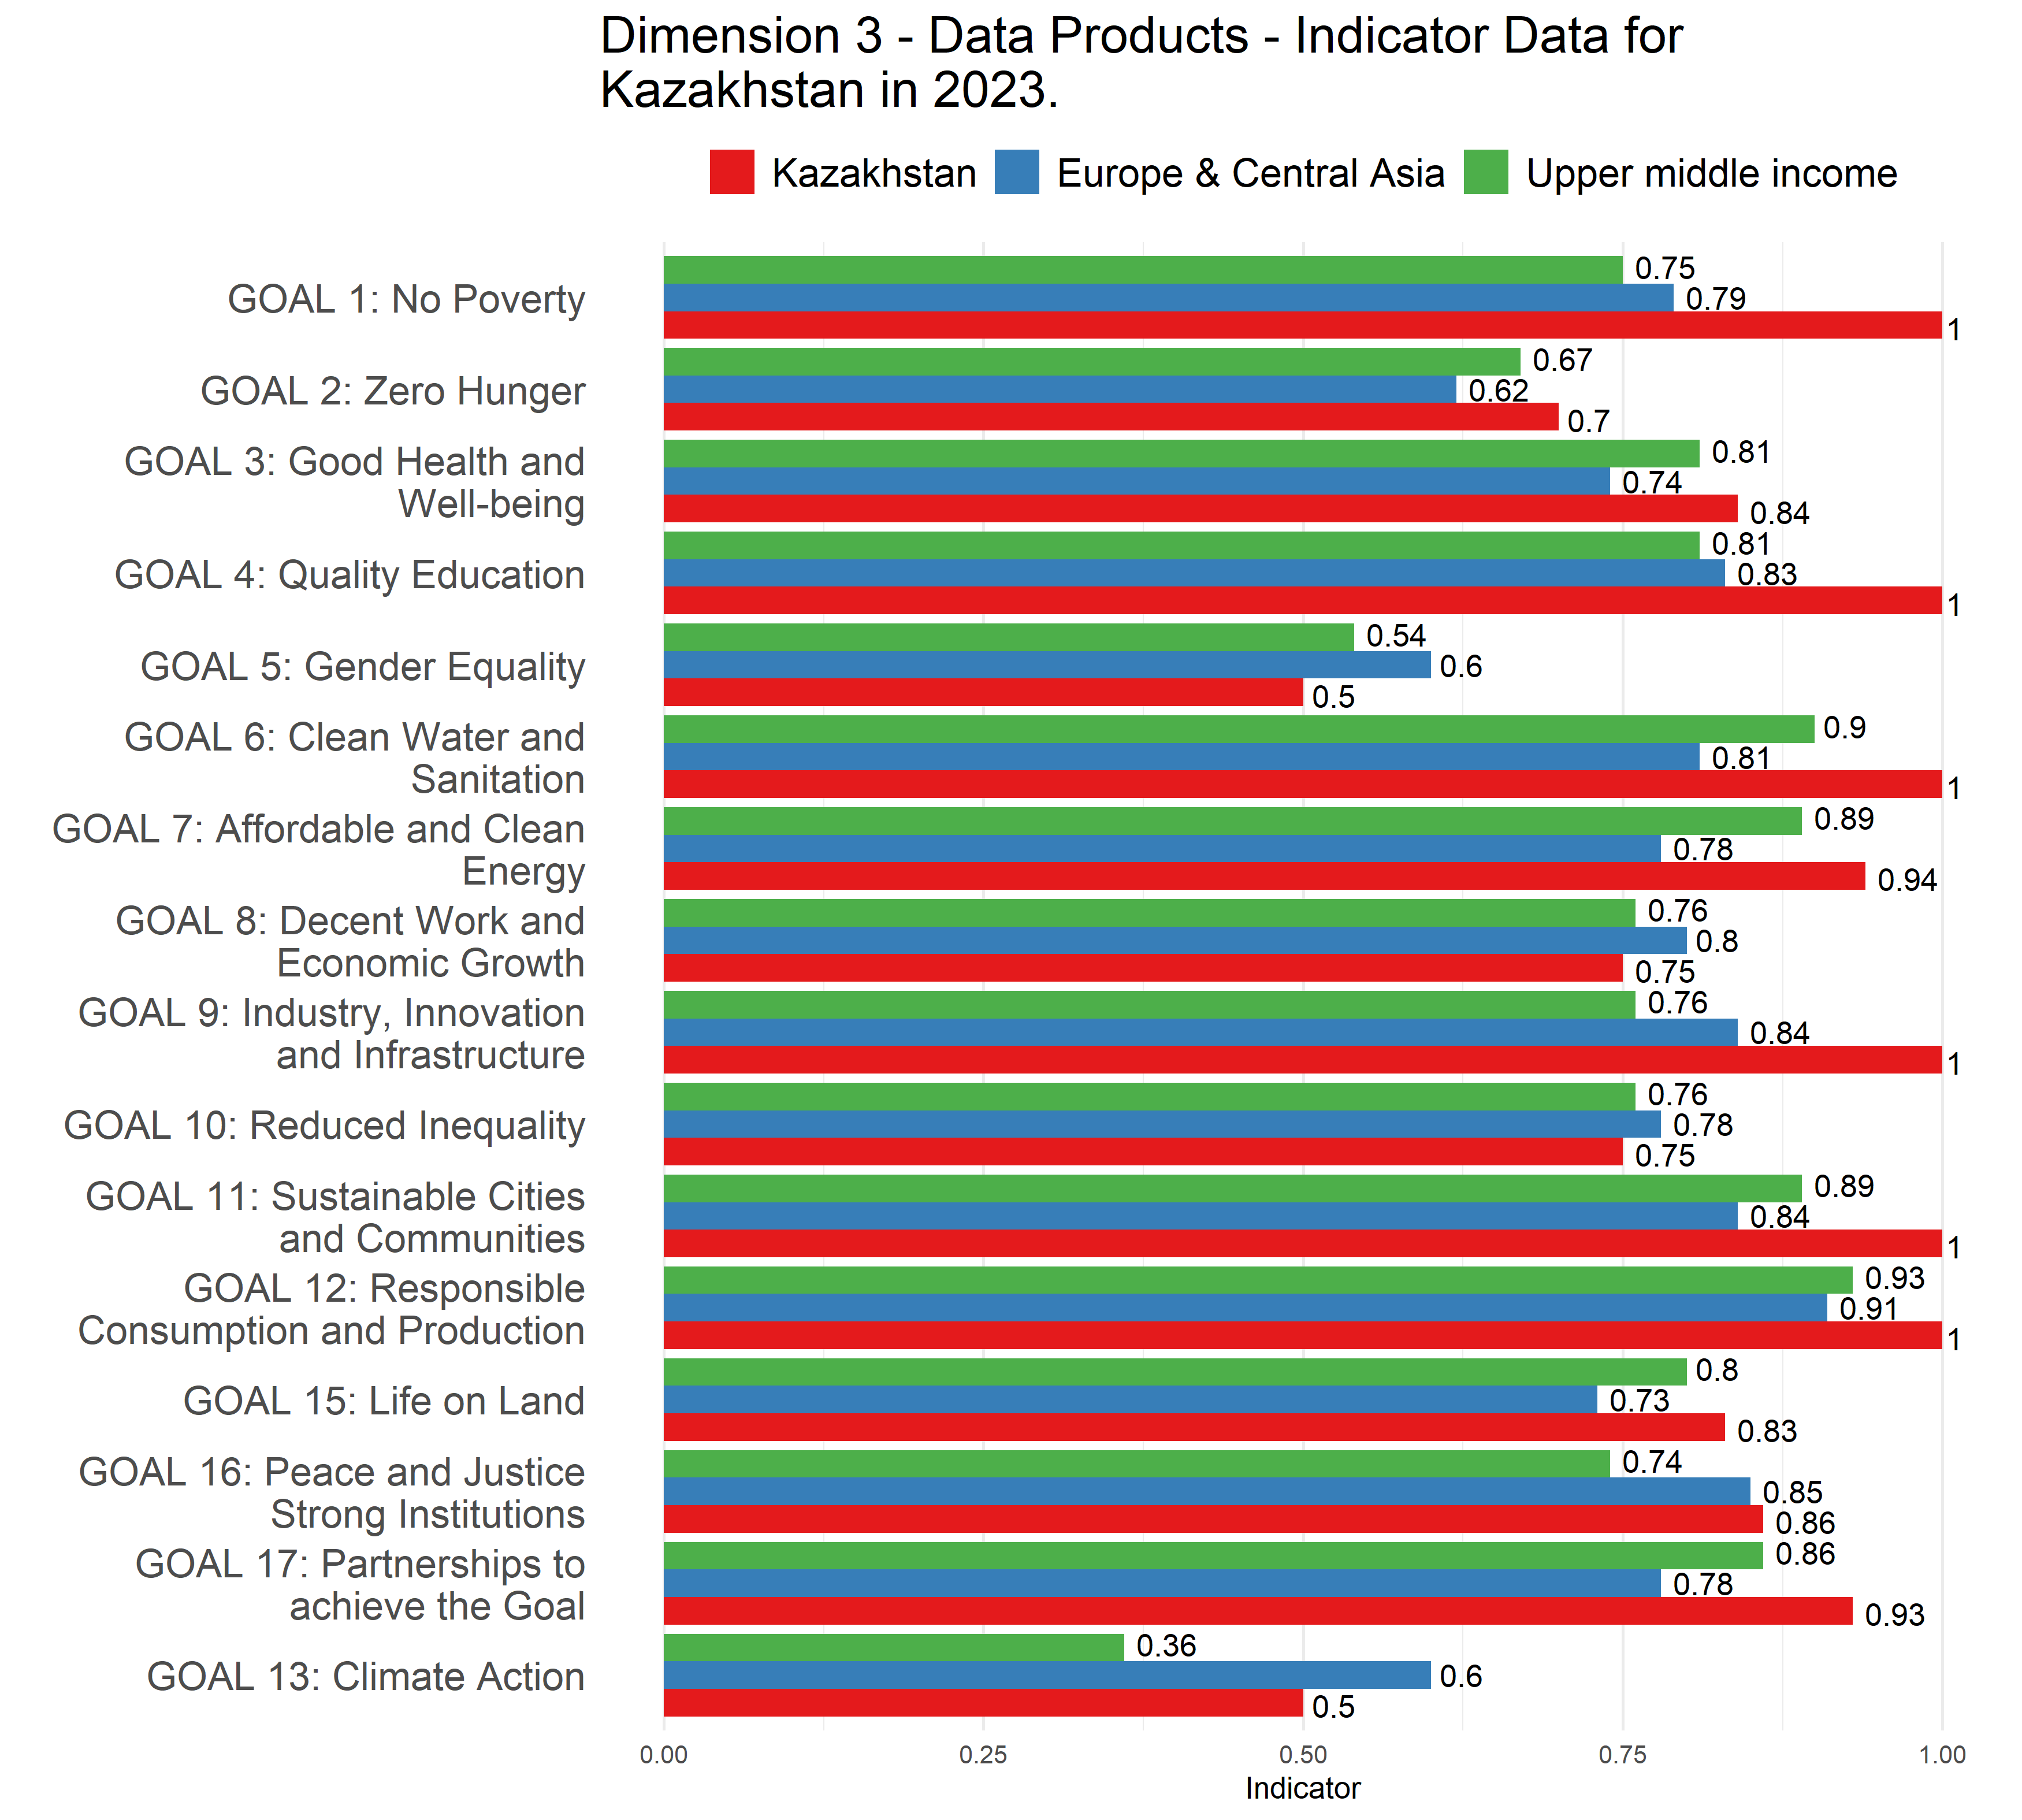 Dimension 3 - Data Products - Indicator Data for
Kazakhstan in 2023.
Kazakhstan Europe & Central Asia Upper middle income
GOAL 1: No Poverty
0.75
0.79
1
GOAL 2: Zero Hunger
0.67
0.62
0.7
GOAL 3: Good Health and
Well-being
0.81
0.74
0.84
GOAL 4: Quality Education
0.81
0.83
1
GOAL 5: Gender Equality
0.54
0.6
0.5
GOAL 6: Clean Water and
Sanitation
0.9
0.81
1
GOAL 7: Affordable and Clean
Energy
0.89
0.78
0.94
GOAL 8: Decent Work and
Economic Growth
0.76
0.8
0.75
GOAL 9: Industry, Innovation
and Infrastructure
0.76
0.84
1
GOAL 10: Reduced Inequality
0.76
0.78
0.75
GOAL 11: Sustainable Cities
and Communities
0.89
0.84
1
GOAL 12: Responsible
Consumption and Production
0.93
0.91
1
GOAL 15: Life on Land
0.8
0.73
0.83
GOAL 16: Peace and Justice
Strong Institutions
0.74
0.85
0.86
GOAL 17: Partnerships to
achieve the Goal
0.86
0.78
0.93
GOAL 13: Climate Action
0.36
0.6
0.5
0.00 0.25 0.50 0.75 1.00
Indicator